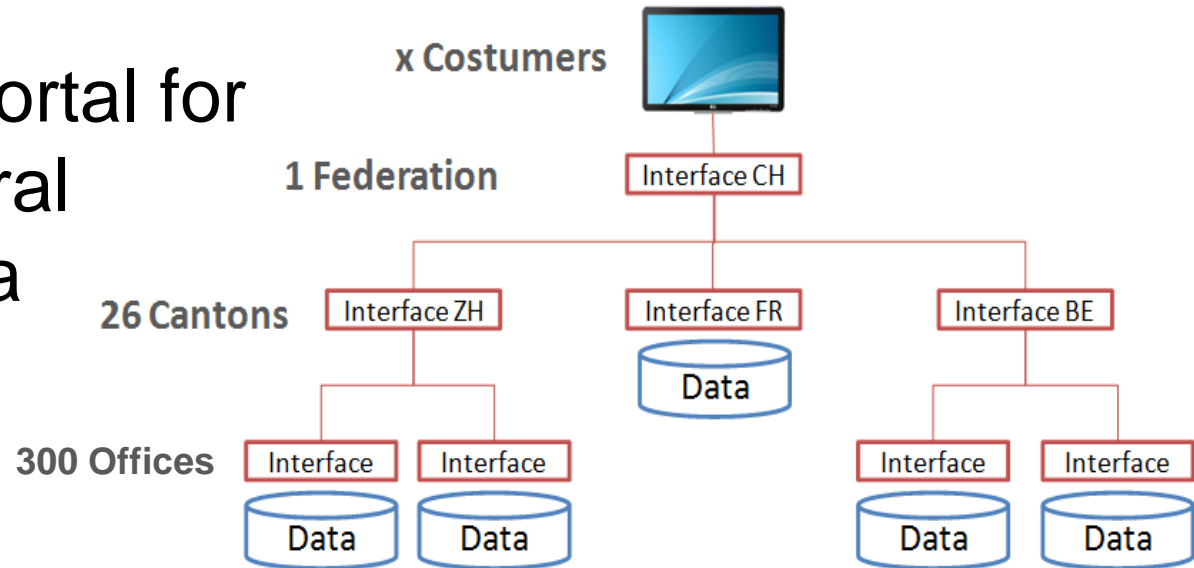 x Costumers
ortal for
ral
a
1 Federation
Interface CH
26 Cantons
Interface ZH
Interface FR
Interface BE
Data
300 Offices
Interface
Interface
Interface
Interface
Data
Data
Data
Data